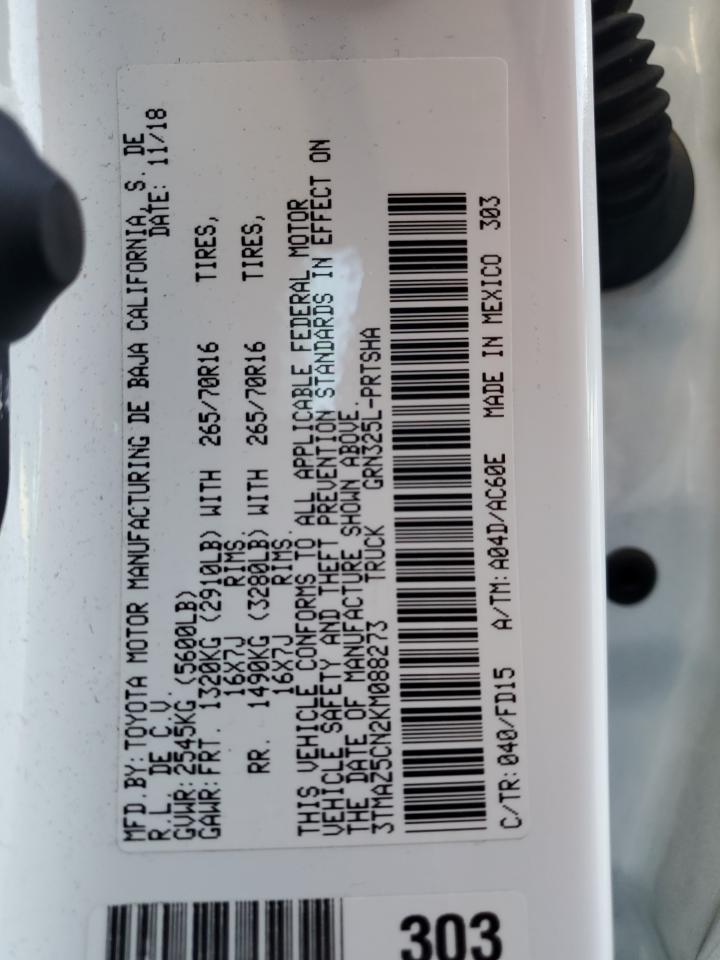 MFD.BY: TOYOTA MOTOR MANUFACTURING DE BAJA CALIFORNIA, S. DE
R.L. DE C.V. DATE: 11/18
GVWR: 2545KG (5600LB)
GAWR: FRT. 1320KG (2910LB) WITH 265/70R16 TIRES,
16X7J RIMS.
RR. 1490KG (3280LB) WITH 265/70R16 TIRES,
16X7J RIMS.
THIS VEHICLE CONFORMS TO ALL APPLICABLE FEDERAL MOTOR
VEHICLE SAFETY AND THEFT PREVENTION STANDARDS IN EFFECT ON
THE DATE OF MANUFACTURE SHOWN ABOVE.
3TMAZ5CN2KM088273 TRUCK GRN325L-PRTSHA
C/TR: 040/FD15 A/TM: A04D/AC60E MADE IN MEXICO 303
303